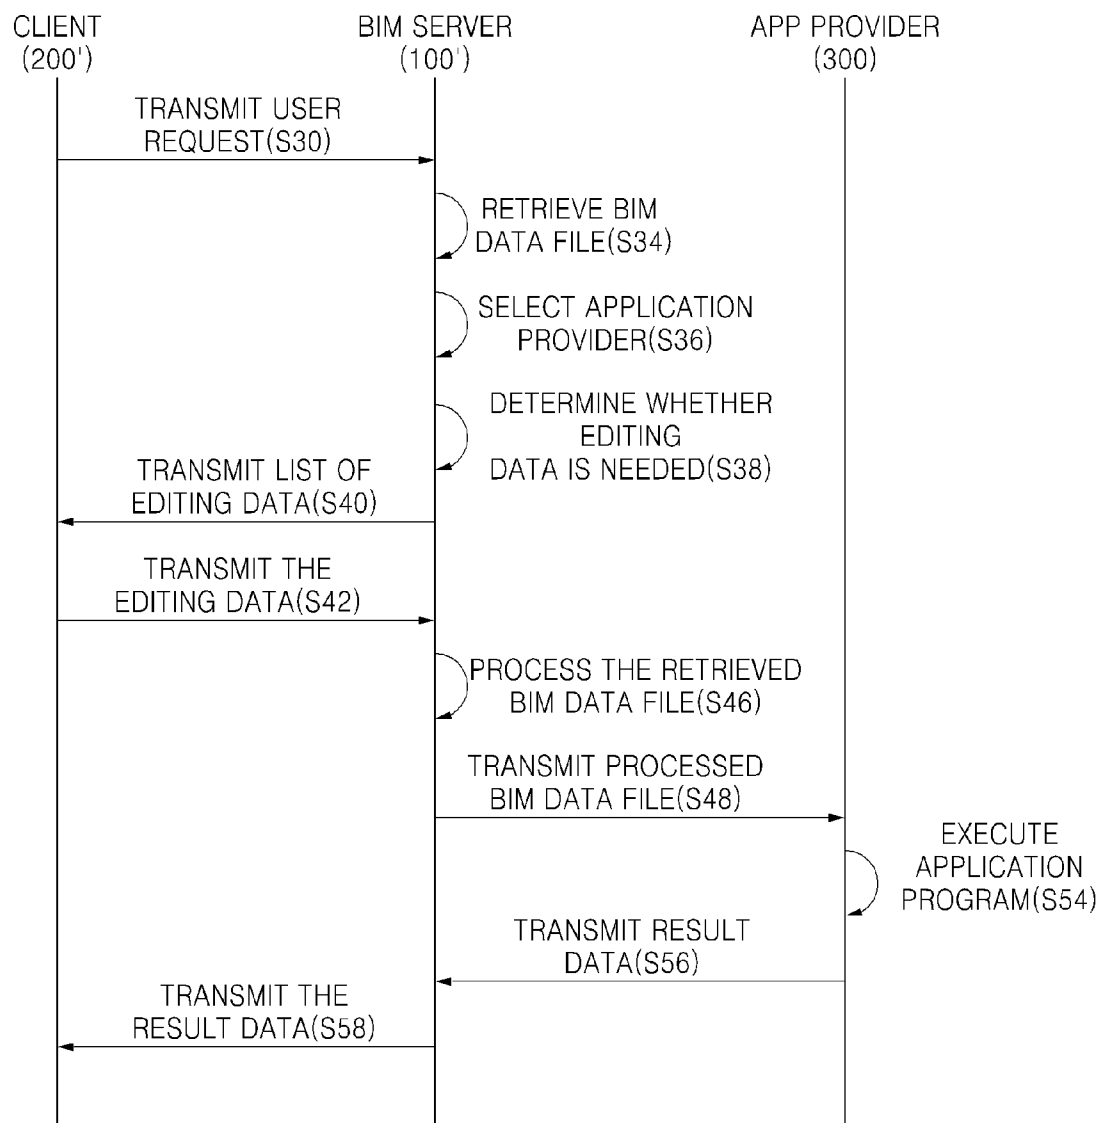 CLIENT
(200')
BIM SERVER
(100')
APP PROVIDER
(300)
TRANSMIT USER
REQUEST(S30)
RETRIEVE BIM
DATA FILE(S34)
SELECT APPLICATION
PROVIDER(S36)
DETERMINE WHETHER
EDITING
DATA IS NEEDED(S38)
TRANSMIT LIST OF
EDITING DATA(S40)
TRANSMIT THE
EDITING DATA(S42)
PROCESS THE RETRIEVED
BIM DATA FILE(S46)
TRANSMIT PROCESSED
BIM DATA FILE(S48)
EXECUTE
APPLICATION
PROGRAM(S54)
TRANSMIT RESULT
DATA(S56)
TRANSMIT THE
RESULT DATA(S58)